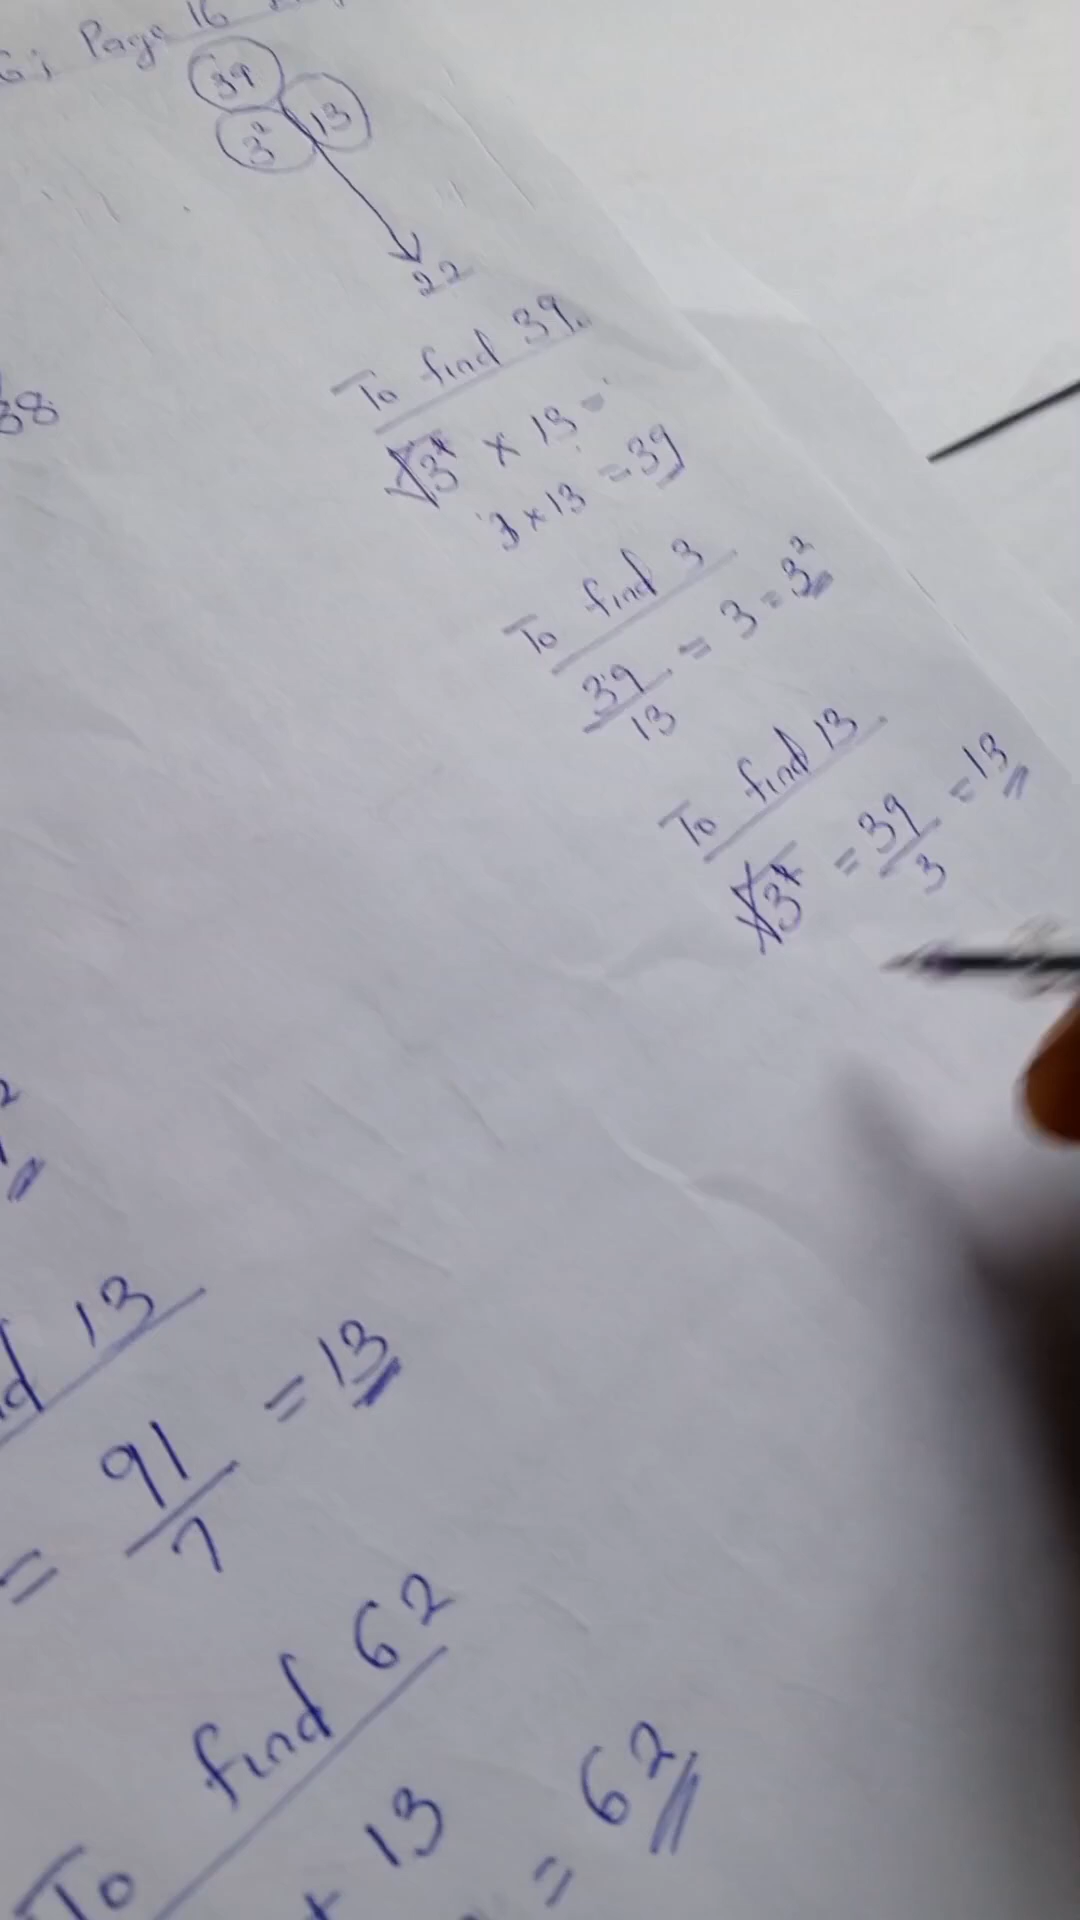 Page 16
39
13
3²
22
To find 39
√3² × 13 =
3 × 13 = 39
38
To find 3
39/13 = 3 = 3²
To find 13
√3² = 39/3 = 13
2
13
= 91/7 = 13
To find 62
+ 13
= 62